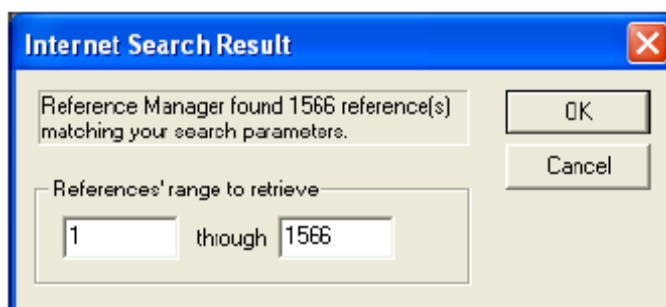 Internet Search Result
Reference Manager found 1566 reference(s)
matching your search parameters.
OK
Cancel
References' range to retrieve
1 through 1566